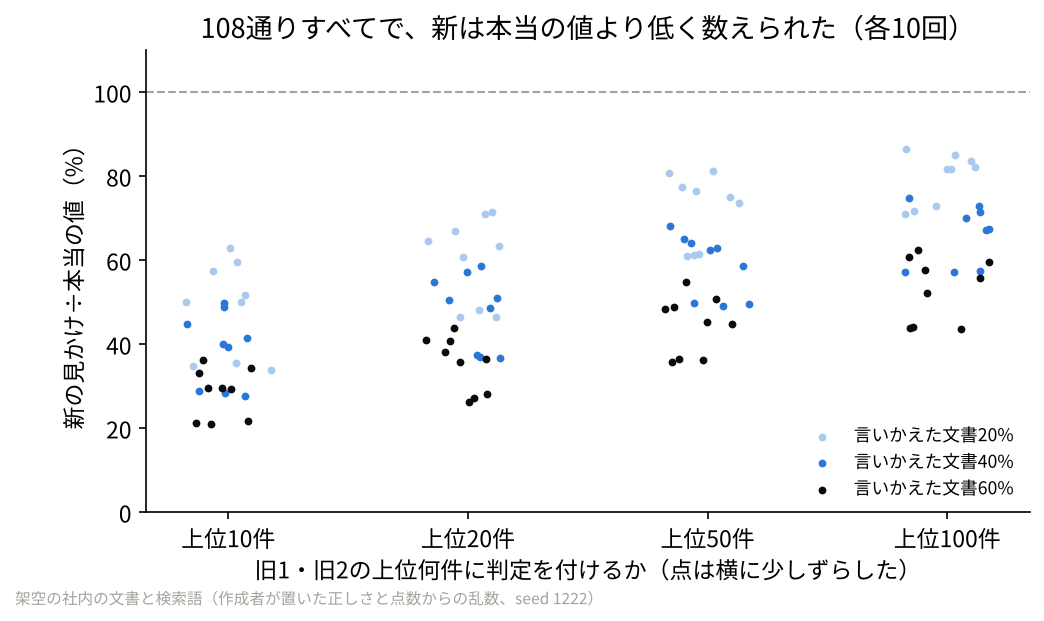 108通りすべてで、新は本当の値より低く数えられた（各10回）
新の見かけ÷本当の値（%）
100
80
60
40
20
0
言いかえた文書20%
言いかえた文書40%
言いかえた文書60%
上位10件
上位20件
上位50件
上位100件
旧1・旧2の上位何件に判定を付けるか（点は横に少しずらした）
架空の社内の文書と検索語（作成者が置いた正しさと点数からの乱数、seed 1222）